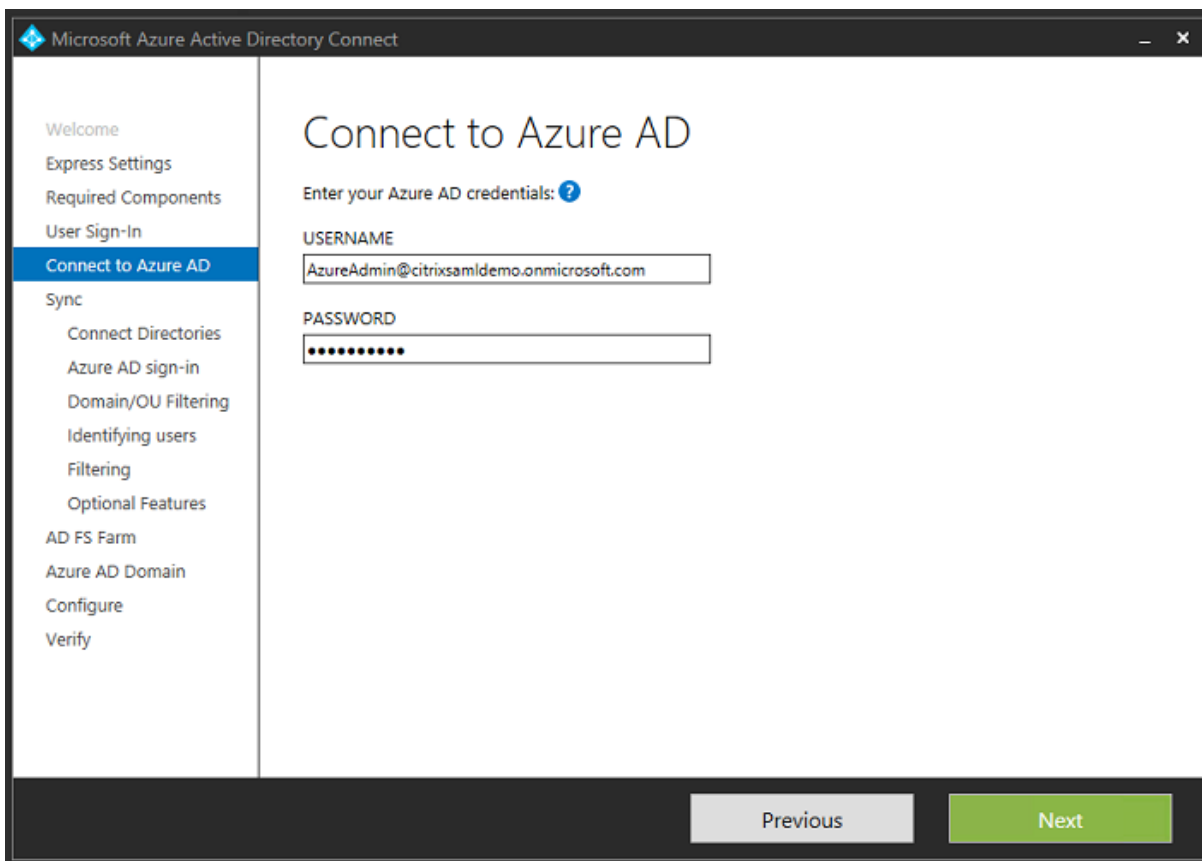 Microsoft Azure Active Directory Connect
Welcome
Express Settings
Required Components
User Sign-In
Connect to Azure AD
Sync
Connect Directories
Azure AD sign-in
Domain/OU Filtering
Identifying users
Filtering
Optional Features
AD FS Farm
Azure AD Domain
Configure
Verify
Connect to Azure AD
Enter your Azure AD credentials: ?
USERNAME
AzureAdmin@citrixsamldemo.onmicrosoft.com
PASSWORD
••••••••••
Previous
Next